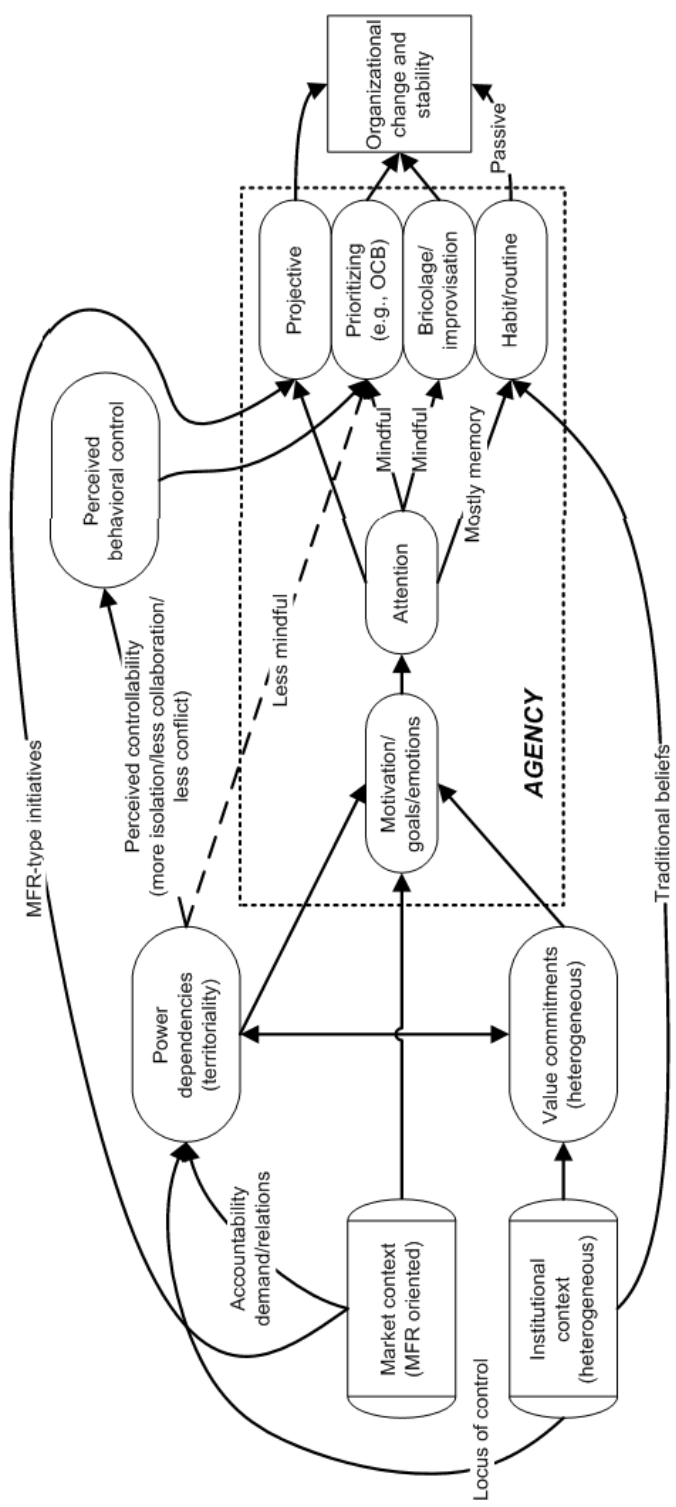 MFR-type initiatives
Perceived
behavioral control
Perceived controllability
(more isolation/less collaboration/
less conflict)
Power
dependencies
(territoriality)
Accountability
demand/relations
Less mindful
Projective
Prioritizing
(e.g., OCB)
Bricolage/
improvisation
Habit/routine
Organizational
change and
stability
Passive
Mindful
Mindful
Mostly memory
Attention
Motivation/
goals/emotions
AGENCY
Market context
(MFR oriented)
Locus of control
Institutional
context
(heterogeneous)
Value commitments
(heterogeneous)
Traditional beliefs